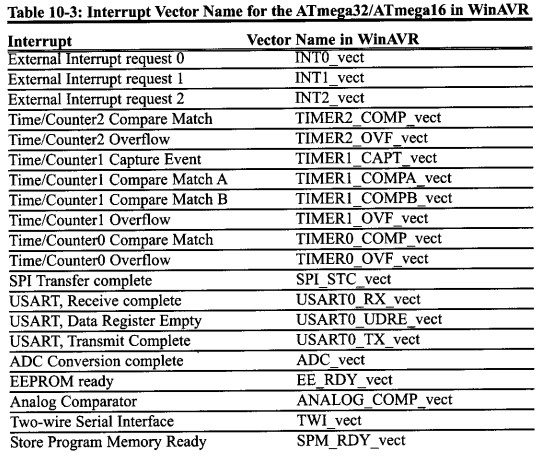 Table 10-3: Interrupt Vector Name for the ATmega32/ATmega16 in WinAVR
Interrupt Vector Name in WinAVR
External Interrupt request 0 INT0_vect
External Interrupt request 1 INT1_vect
External Interrupt request 2 INT2_vect
Time/Counter2 Compare Match TIMER2_COMP_vect
Time/Counter2 Overflow TIMER2_OVF_vect
Time/Counter1 Capture Event TIMER1_CAPT_vect
Time/Counter1 Compare Match A TIMER1_COMPA_vect
Time/Counter1 Compare Match B TIMER1_COMPB_vect
Time/Counter1 Overflow TIMER1_OVF_vect
Time/Counter0 Compare Match TIMER0_COMP_vect
Time/Counter0 Overflow TIMER0_OVF_vect
SPI Transfer complete SPI_STC_vect
USART, Receive complete USART0_RX_vect
USART, Data Register Empty USART0_UDRE_vect
USART, Transmit Complete USART0_TX_vect
ADC Conversion complete ADC_vect
EEPROM ready EE_RDY_vect
Analog Comparator ANALOG_COMP_vect
Two-wire Serial Interface TWI_vect
Store Program Memory Ready SPM_RDY_vect